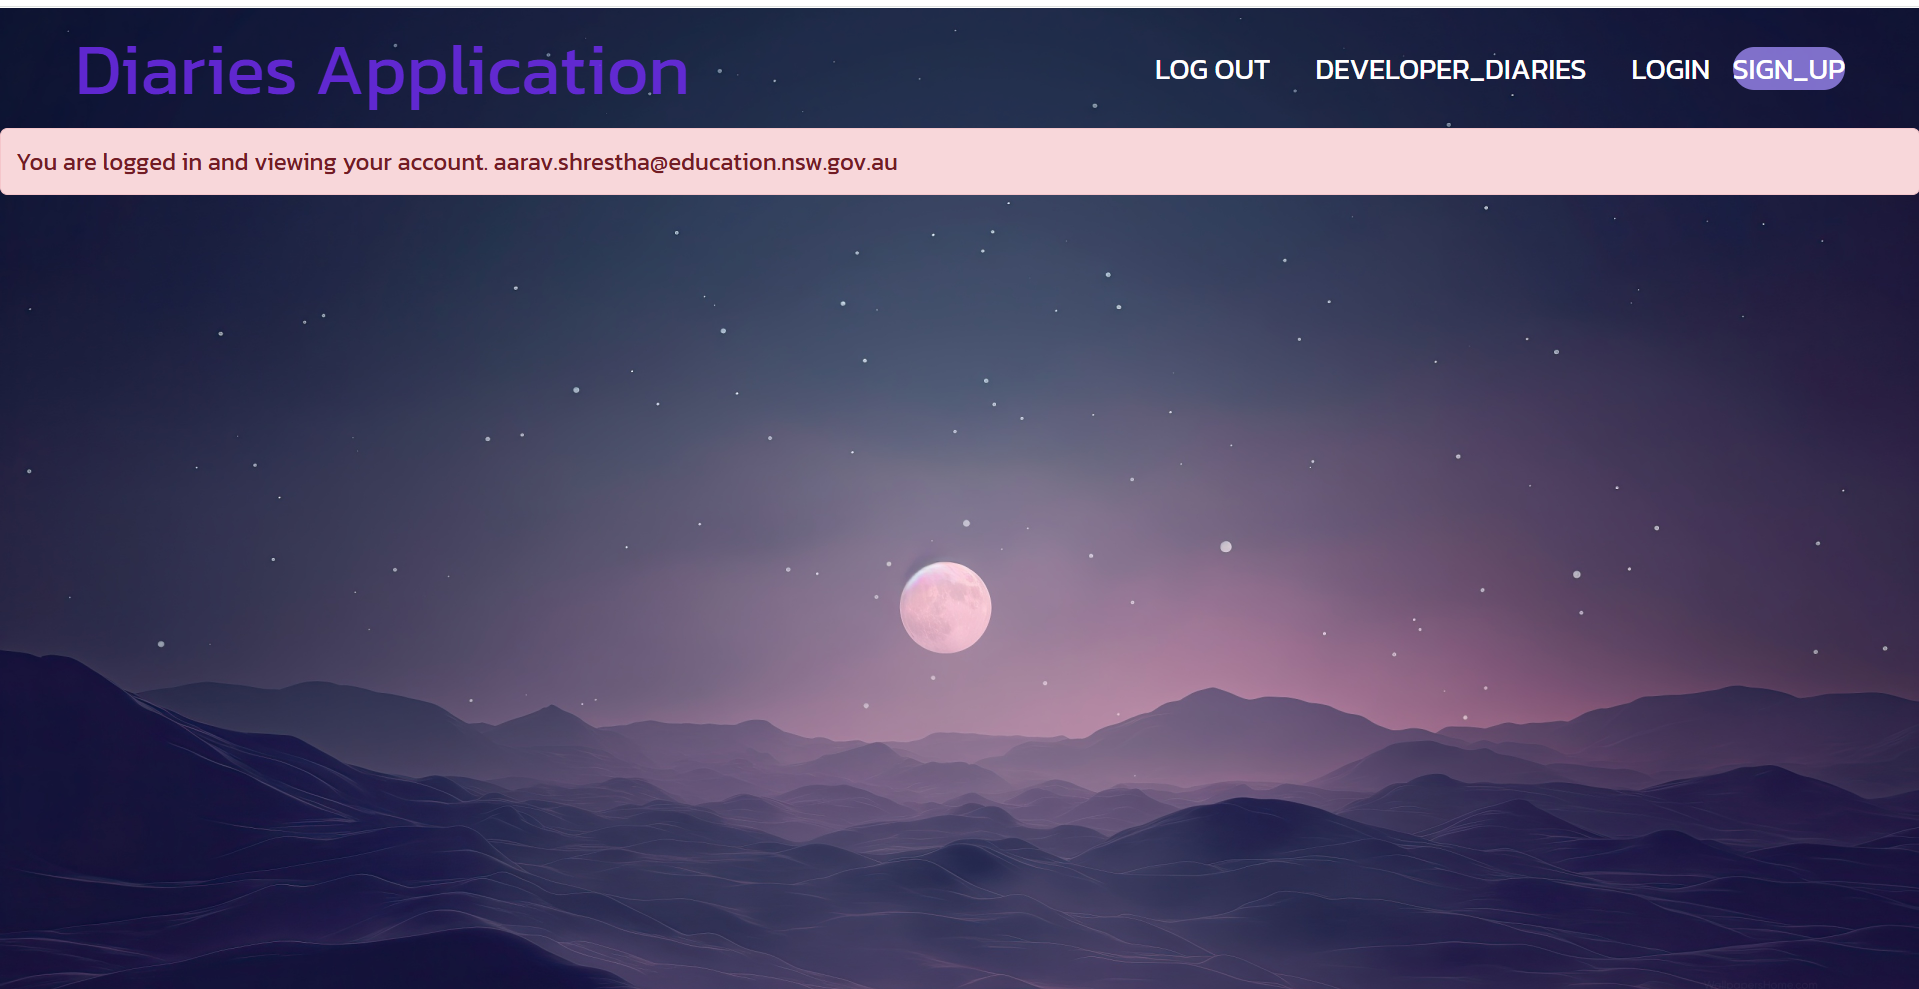 Diaries Application
LOG OUT DEVELOPER_DIARIES LOGIN SIGN_UP
You are logged in and viewing your account. aarav.shrestha@education.nsw.gov.au